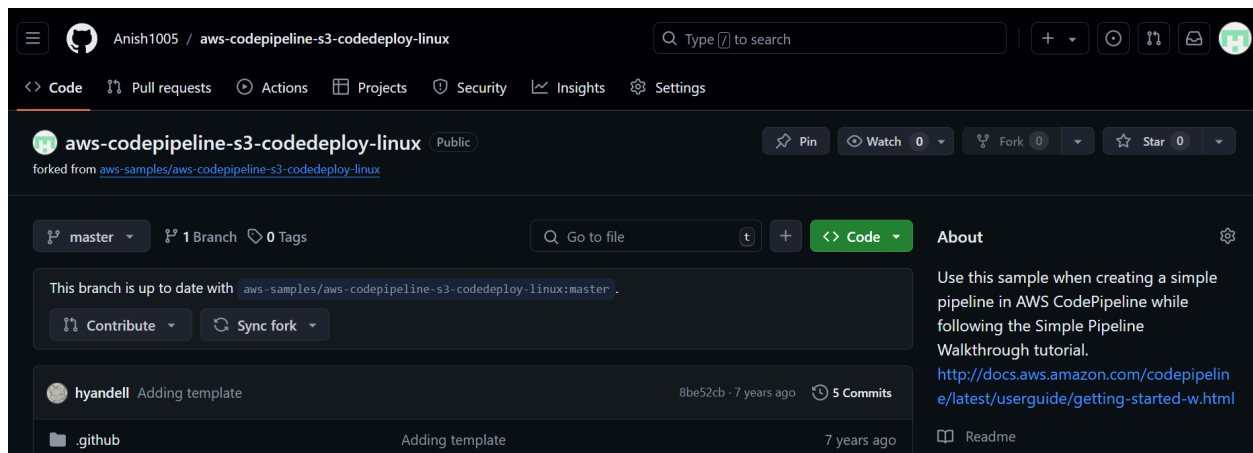 Anish1005 / aws-codepipeline-s3-codedeploy-linux
Type / to search
Code Pull requests Actions Projects Security Insights Settings
aws-codepipeline-s3-codedeploy-linux Public
Pin Watch 0 Fork 0 Star 0
forked from aws-samples/aws-codepipeline-s3-codedeploy-linux
master 1 Branch 0 Tags Go to file t Code
This branch is up to date with aws-samples/aws-codepipeline-s3-codedeploy-linux:master .
Contribute Sync fork
hyandell Adding template 8be52cb · 7 years ago 5 Commits
.github Adding template 7 years ago
About
Use this sample when creating a simple
pipeline in AWS CodePipeline while
following the Simple Pipeline
Walkthrough tutorial.
http://docs.aws.amazon.com/codepipelin
e/latest/userguide/getting-started-w.html
Readme